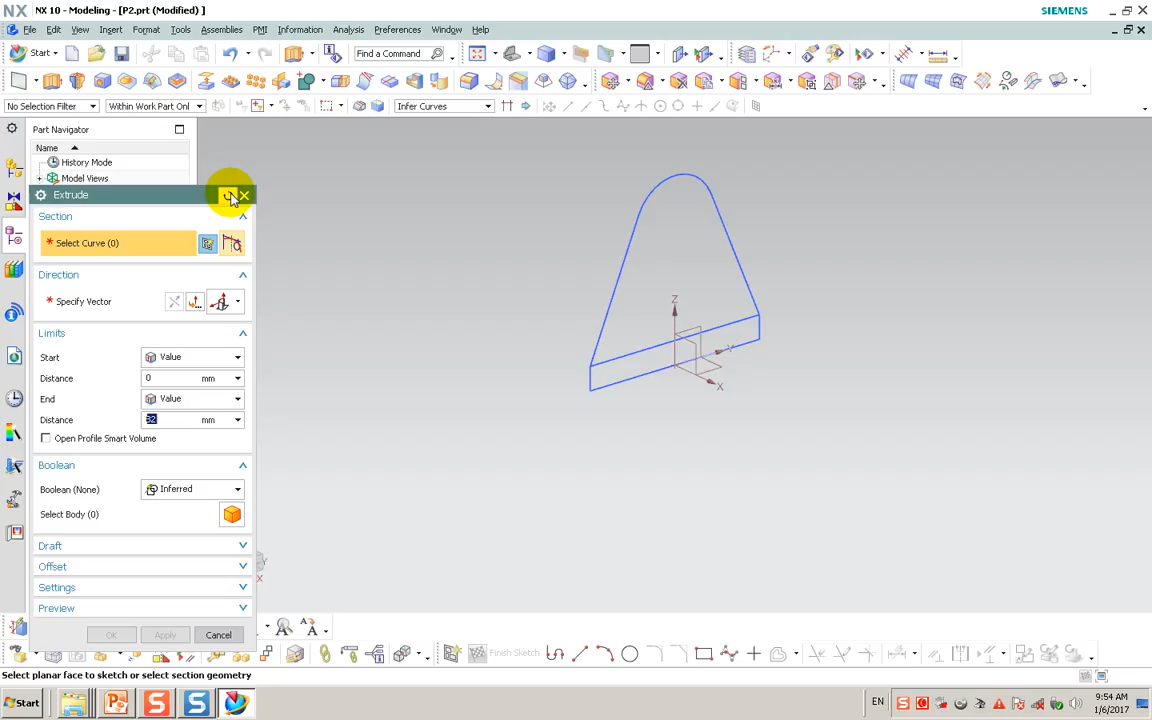 NX 10 - Modeling - [P2.prt (Modified) ]
SIEMENS
File Edit View Insert Format Tools Assemblies PMI Information Analysis Preferences Window Help
Start
Find a Command
No Selection Filter
Within Work Part Onl
Infer Curves
Part Navigator
Name
History Mode
Model Views
Extrude
Section
* Select Curve (0)
Direction
* Specify Vector
Limits
Start
Value
Distance
0
mm
End
Value
Distance
mm
Open Profile Smart Volume
Boolean
Boolean (None)
Inferred
Select Body (0)
Draft
Offset
Settings
Preview
OK
Apply
Cancel
Z
Y
X
Y
X
Finish Sketch
Select planar face to sketch or select section geometry
Start
EN
9:54 AM
1/6/2017